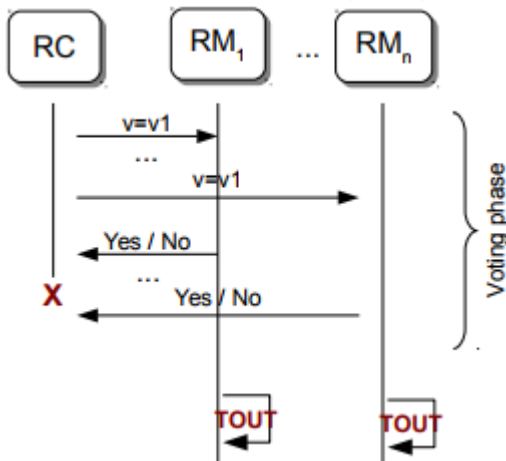 RC
RM1
...
RMn
v=v1
...
v=v1
Yes / No
...
X
Yes / No
Voting phase
TOUT
TOUT